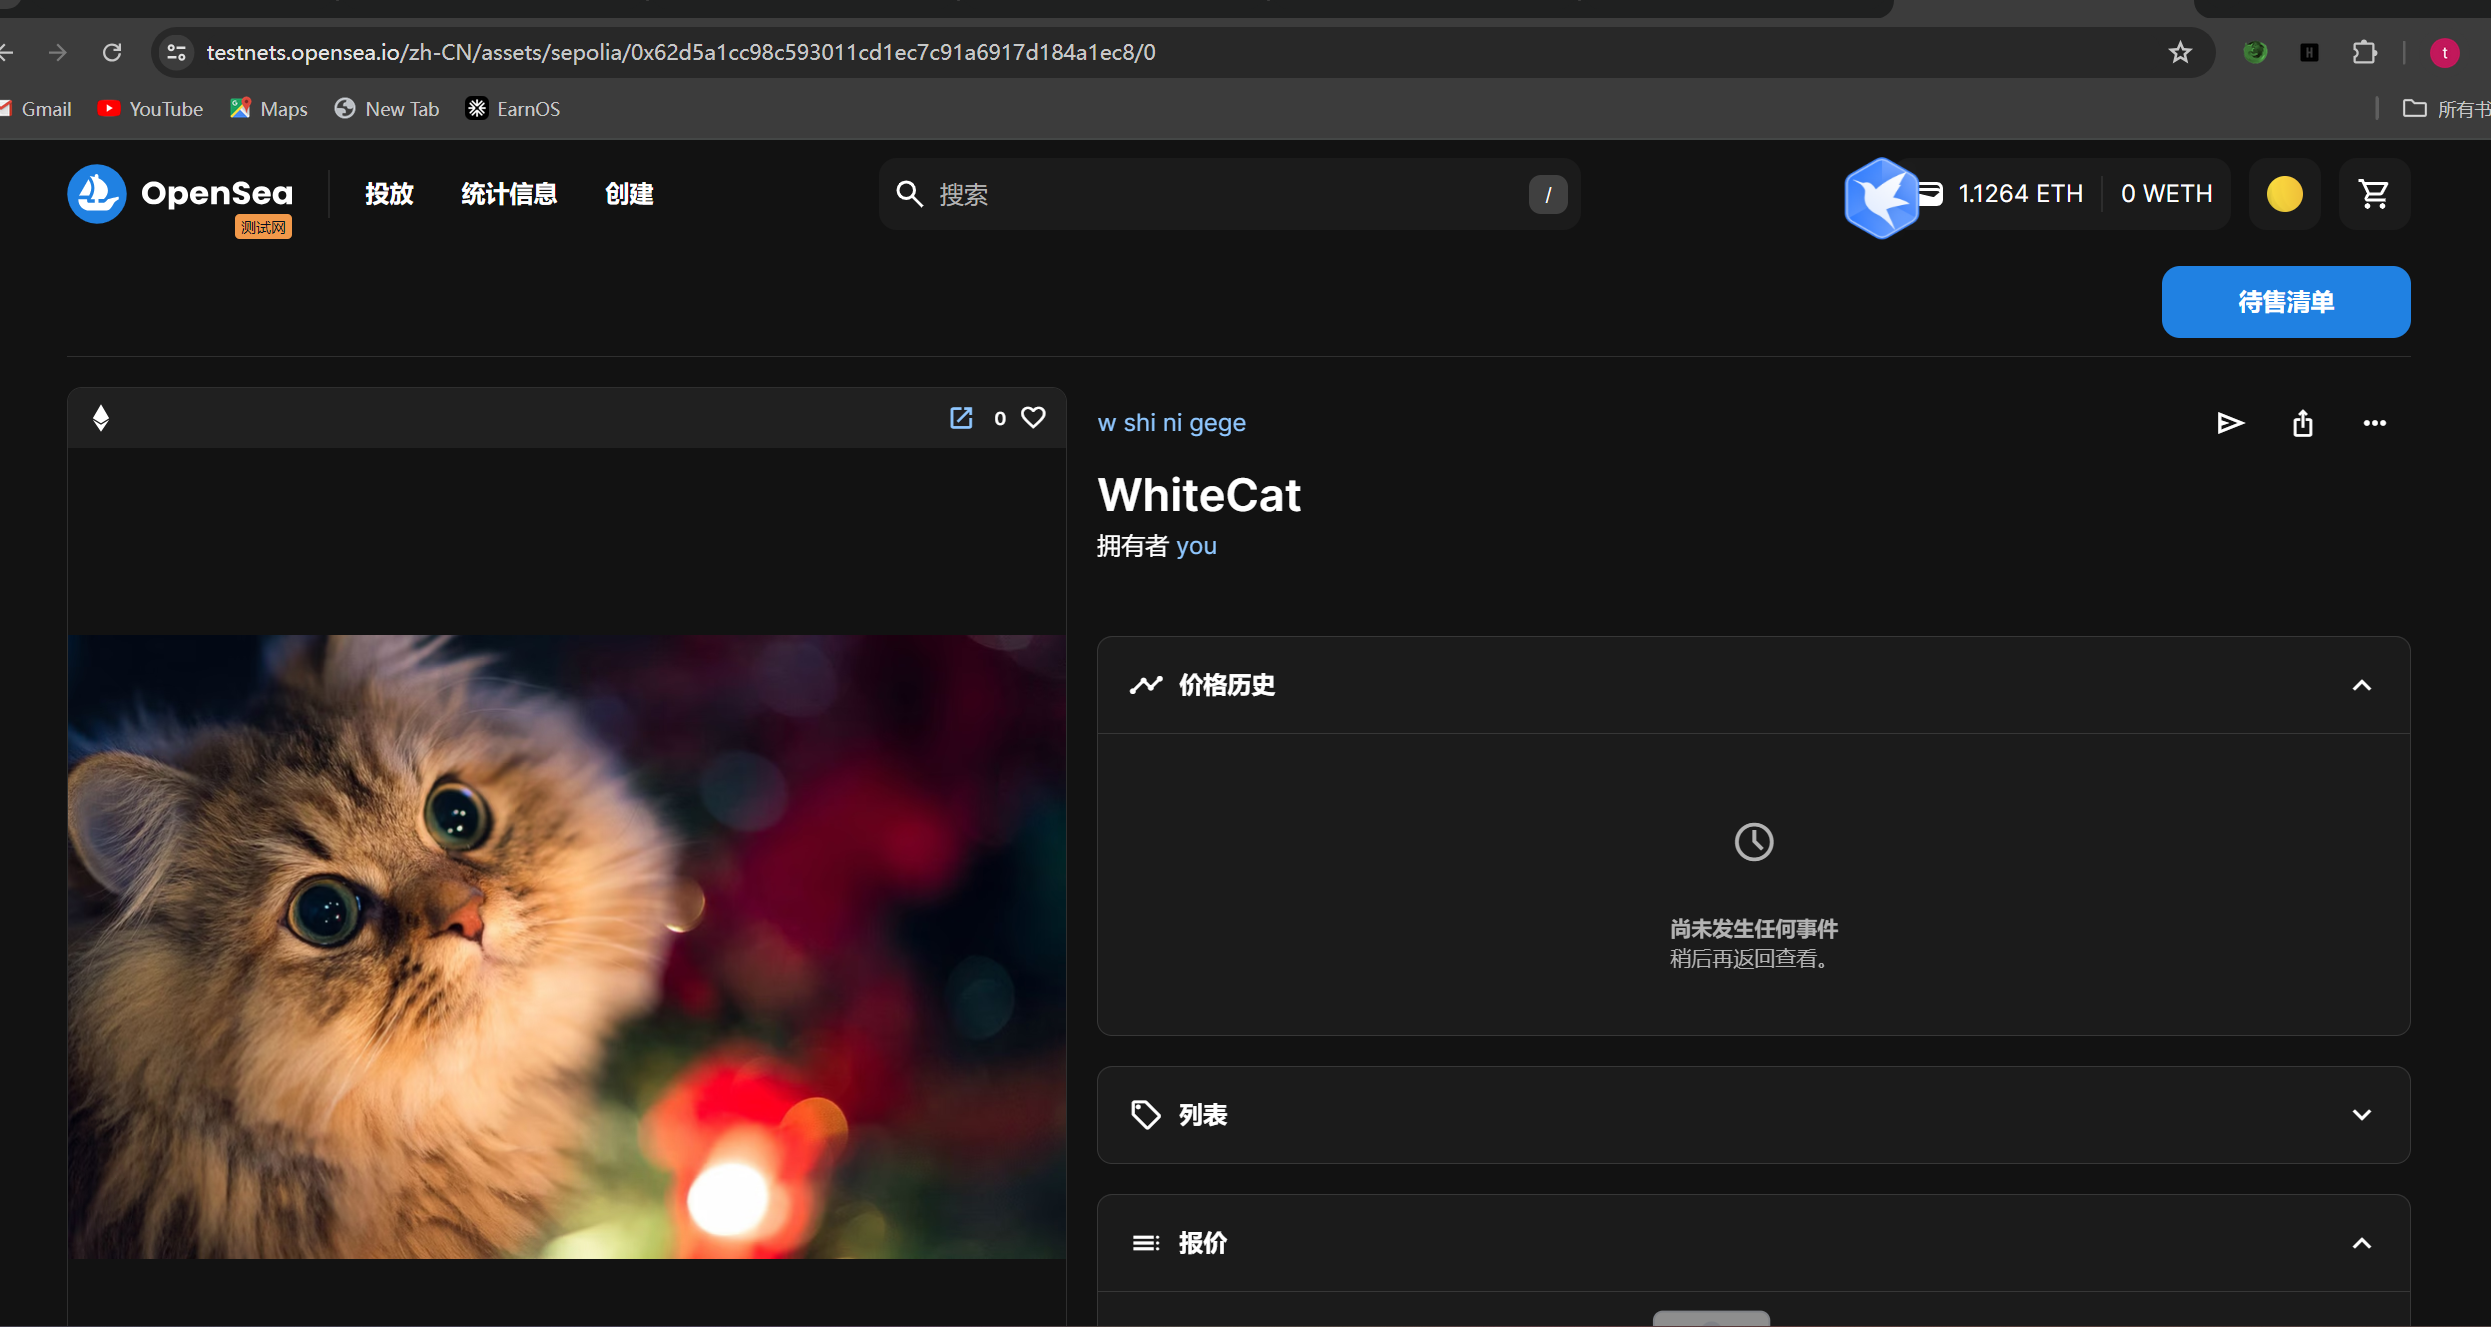 testnets.opensea.io/zh-CN/assets/sepolia/0x62d5a1cc98c593011cd1ec7c91a6917d184a1ec8/0
t
Gmail
YouTube
Maps
New Tab
EarnOS
所有书
OpenSea
测试网
投放
统计信息
创建
搜索
/
1.1264 ETH
0 WETH
待售清单
0
w shi ni gege
WhiteCat
拥有者 you
价格历史
尚未发生任何事件
稍后再返回查看。
列表
报价